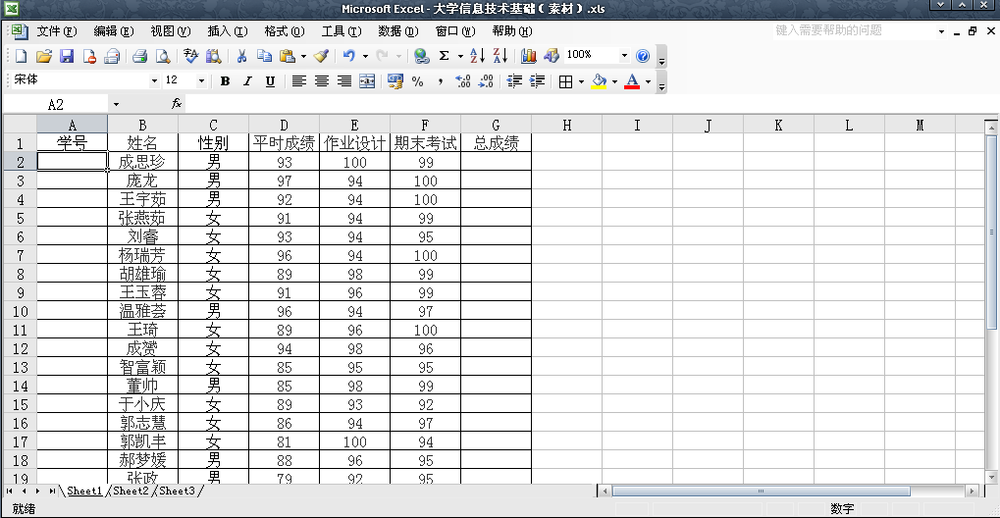 Microsoft Excel - 大学信息技术基础（素材）.xls
文件(F) 编辑(E) 视图(V) 插入(I) 格式(O) 工具(T) 数据(D) 窗口(W) 帮助(H) 键入需要帮助的问题
100%
宋体 12 B I U
A2 fx
A B C D E F G H I J K L M
1 学号 姓名 性别 平时成绩 作业设计 期末考试 总成绩
2 成思珍 男 93 100 99
3 庞龙 男 97 94 100
4 王宇茹 男 92 94 100
5 张燕茹 女 91 94 99
6 刘睿 女 93 94 95
7 杨瑞芳 女 96 94 100
8 胡雄瑜 女 89 98 99
9 王玉蓉 女 91 96 99
10 温雅荟 男 96 94 97
11 王琦 女 89 96 100
12 成赟 女 94 98 96
13 智富颖 女 85 95 95
14 董帅 男 85 98 99
15 于小庆 女 89 93 92
16 郭志慧 女 86 94 97
17 郭凯丰 女 81 100 94
18 郝梦媛 男 88 96 95
19 张政 男 79 92 95
Sheet1 Sheet2 Sheet3
就绪 数字